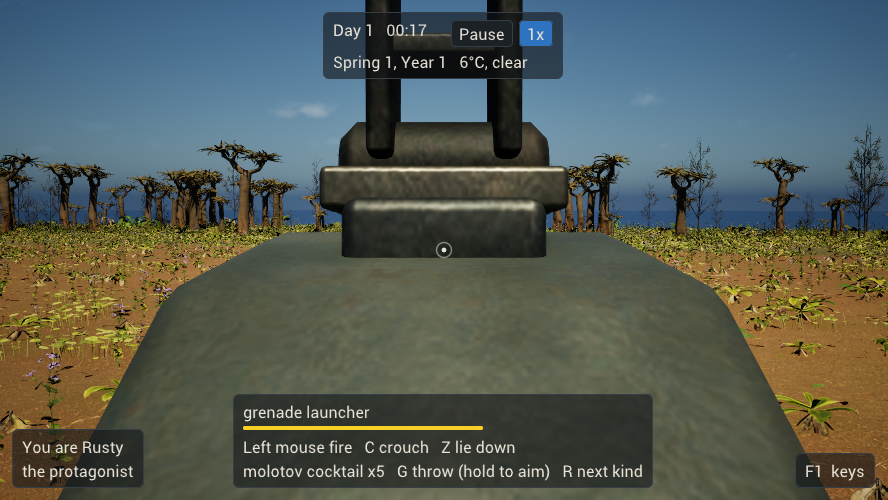 Day 1 00:17 Pause 1x
Spring 1, Year 1 6°C, clear
grenade launcher
Left mouse fire C crouch Z lie down
molotov cocktail x5 G throw (hold to aim) R next kind
You are Rusty
the protagonist
F1 keys